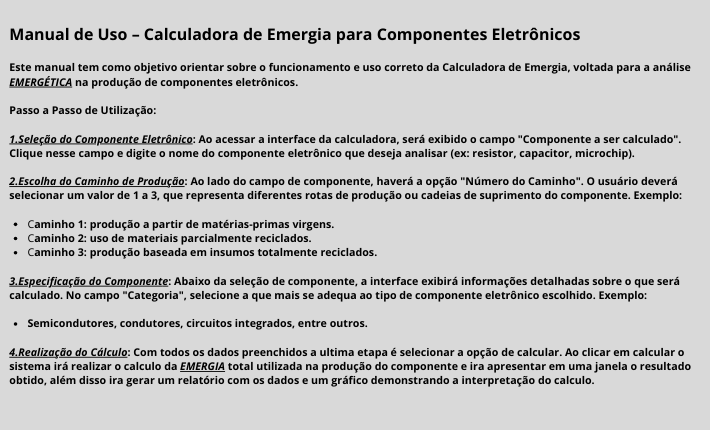 Manual de Uso – Calculadora de Emergia para Componentes Eletrônicos
Este manual tem como objetivo orientar sobre o funcionamento e uso correto da Calculadora de Emergia, voltada para a análise
EMERGÉTICA na produção de componentes eletrônicos.
Passo a Passo de Utilização:
1.Seleção do Componente Eletrônico: Ao acessar a interface da calculadora, será exibido o campo "Componente a ser calculado".
Clique nesse campo e digite o nome do componente eletrônico que deseja analisar (ex: resistor, capacitor, microchip).
2.Escolha do Caminho de Produção: Ao lado do campo de componente, haverá a opção "Número do Caminho". O usuário deverá
selecionar um valor de 1 a 3, que representa diferentes rotas de produção ou cadeias de suprimento do componente. Exemplo:
• Caminho 1: produção a partir de matérias-primas virgens.
• Caminho 2: uso de materiais parcialmente reciclados.
• Caminho 3: produção baseada em insumos totalmente reciclados.
3.Especificação do Componente: Abaixo da seleção de componente, a interface exibirá informações detalhadas sobre o que será
calculado. No campo "Categoria", selecione a que mais se adequa ao tipo de componente eletrônico escolhido. Exemplo:
• Semicondutores, condutores, circuitos integrados, entre outros.
4.Realização do Cálculo: Com todos os dados preenchidos a ultima etapa é selecionar a opção de calcular. Ao clicar em calcular o
sistema irá realizar o calculo da EMERGIA total utilizada na produção do componente e ira apresentar em uma janela o resultado
obtido, além disso ira gerar um relatório com os dados e um gráfico demonstrando a interpretação do calculo.